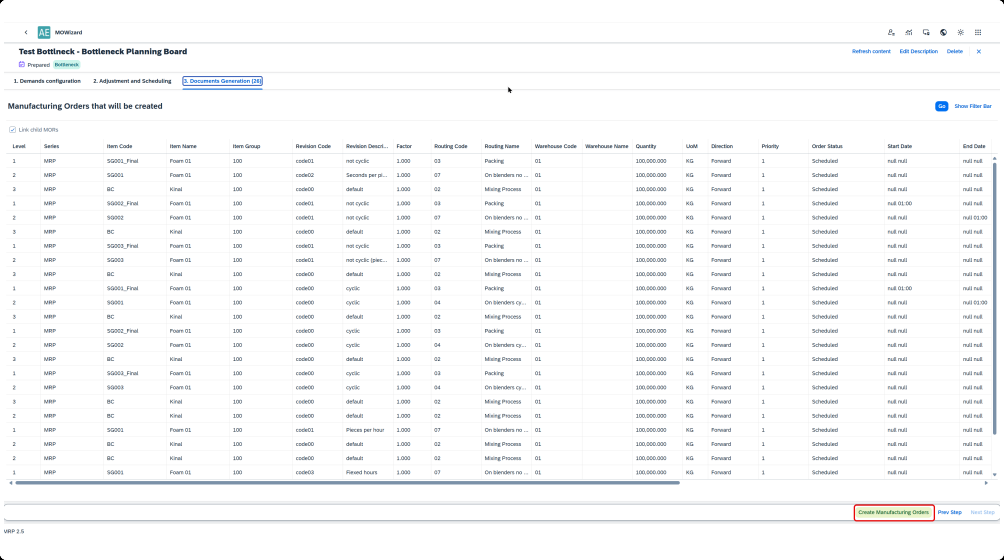 AE MOWizard
Test Bottlneck - Bottleneck Planning Board
Refresh content Edit Description Delete
Prepared Bottleneck
1. Demands configuration 2. Adjustment and Scheduling 3. Documents Generation (26)
Manufacturing Orders that will be created
Go Show Filter Bar
Link child MORs
Level Series Item Code Item Name Item Group Revision Code Revision Descri... Factor Routing Code Routing Name Warehouse Code Warehouse Name Quantity UoM Direction Priority Order Status Start Date End Date
1 MRP SG001_Final Foam 01 100 code01 not cyclic 1.000 03 Packing 01 100,000.000 KG Forward 1 Scheduled null null null null
2 MRP SG001 Foam 01 100 code02 Seconds per pi... 1.000 07 On blenders no ... 01 100,000.000 KG Forward 1 Scheduled null null null null
3 MRP BC Kinal 100 code00 default 1.000 02 Mixing Process 01 100,000.000 KG Forward 1 Scheduled null null null null
1 MRP SG002_Final Foam 01 100 code01 not cyclic 1.000 03 Packing 01 100,000.000 KG Forward 1 Scheduled null 01:00 null null
2 MRP SG002 Foam 01 100 code01 not cyclic 1.000 07 On blenders no ... 01 100,000.000 KG Forward 1 Scheduled null null null 01:00
3 MRP BC Kinal 100 code00 default 1.000 02 Mixing Process 01 100,000.000 KG Forward 1 Scheduled null null null null
1 MRP SG003_Final Foam 01 100 code01 not cyclic 1.000 03 Packing 01 100,000.000 KG Forward 1 Scheduled null null null null
2 MRP SG003 Foam 01 100 code01 not cyclic (piec... 1.000 07 On blenders no ... 01 100,000.000 KG Forward 1 Scheduled null null null null
3 MRP BC Kinal 100 code00 default 1.000 02 Mixing Process 01 100,000.000 KG Forward 1 Scheduled null null null null
1 MRP SG001_Final Foam 01 100 code00 cyclic 1.000 03 Packing 01 100,000.000 KG Forward 1 Scheduled null 01:00 null null
2 MRP SG001 Foam 01 100 code00 cyclic 1.000 04 On blenders cy... 01 100,000.000 KG Forward 1 Scheduled null null null 01:00
3 MRP BC Kinal 100 code00 default 1.000 02 Mixing Process 01 100,000.000 KG Forward 1 Scheduled null null null null
1 MRP SG002_Final Foam 01 100 code00 cyclic 1.000 03 Packing 01 100,000.000 KG Forward 1 Scheduled null null null null
2 MRP SG002 Foam 01 100 code00 cyclic 1.000 04 On blenders cy... 01 100,000.000 KG Forward 1 Scheduled null null null null
3 MRP BC Kinal 100 code00 default 1.000 02 Mixing Process 01 100,000.000 KG Forward 1 Scheduled null null null null
1 MRP SG003_Final Foam 01 100 code00 cyclic 1.000 03 Packing 01 100,000.000 KG Forward 1 Scheduled null null null null
2 MRP SG003 Foam 01 100 code00 cyclic 1.000 04 On blenders cy... 01 100,000.000 KG Forward 1 Scheduled null null null null
3 MRP BC Kinal 100 code00 default 1.000 02 Mixing Process 01 100,000.000 KG Forward 1 Scheduled null null null null
2 MRP BC Kinal 100 code00 default 1.000 02 Mixing Process 01 100,000.000 KG Forward 1 Scheduled null null null null
1 MRP SG001 Foam 01 100 code01 Pieces per hour 1.000 07 On blenders no ... 01 100,000.000 KG Forward 1 Scheduled null null null null
2 MRP BC Kinal 100 code00 default 1.000 02 Mixing Process 01 100,000.000 KG Forward 1 Scheduled null null null null
2 MRP BC Kinal 100 code00 default 1.000 02 Mixing Process 01 100,000.000 KG Forward 1 Scheduled null null null null
1 MRP SG001 Foam 01 100 code03 Fiexed hours 1.000 07 On blenders no ... 01 100,000.000 KG Forward 1 Scheduled null null null null
Create Manufacturing Orders Prev Step Next Step
VRP 2.5